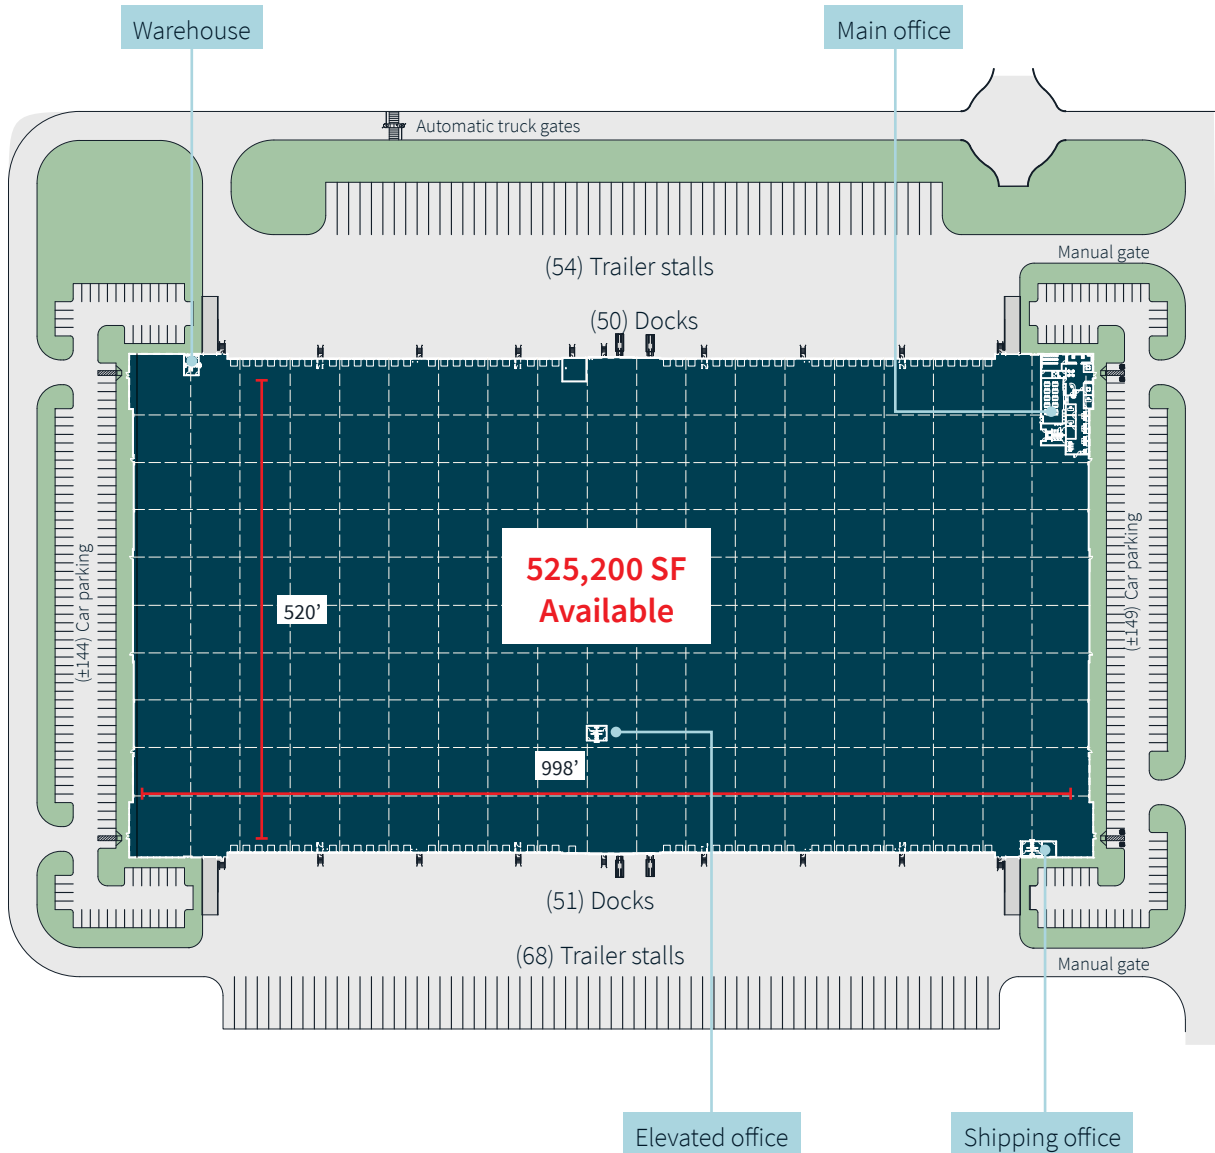 Warehouse
Main office
Automatic truck gates
Manual gate
(54) Trailer stalls
(50) Docks
525,200 SF
Available
520’
(±144) Car parking
(±149) Car parking
998’
(51) Docks
(68) Trailer stalls
Manual gate
Elevated office
Shipping office